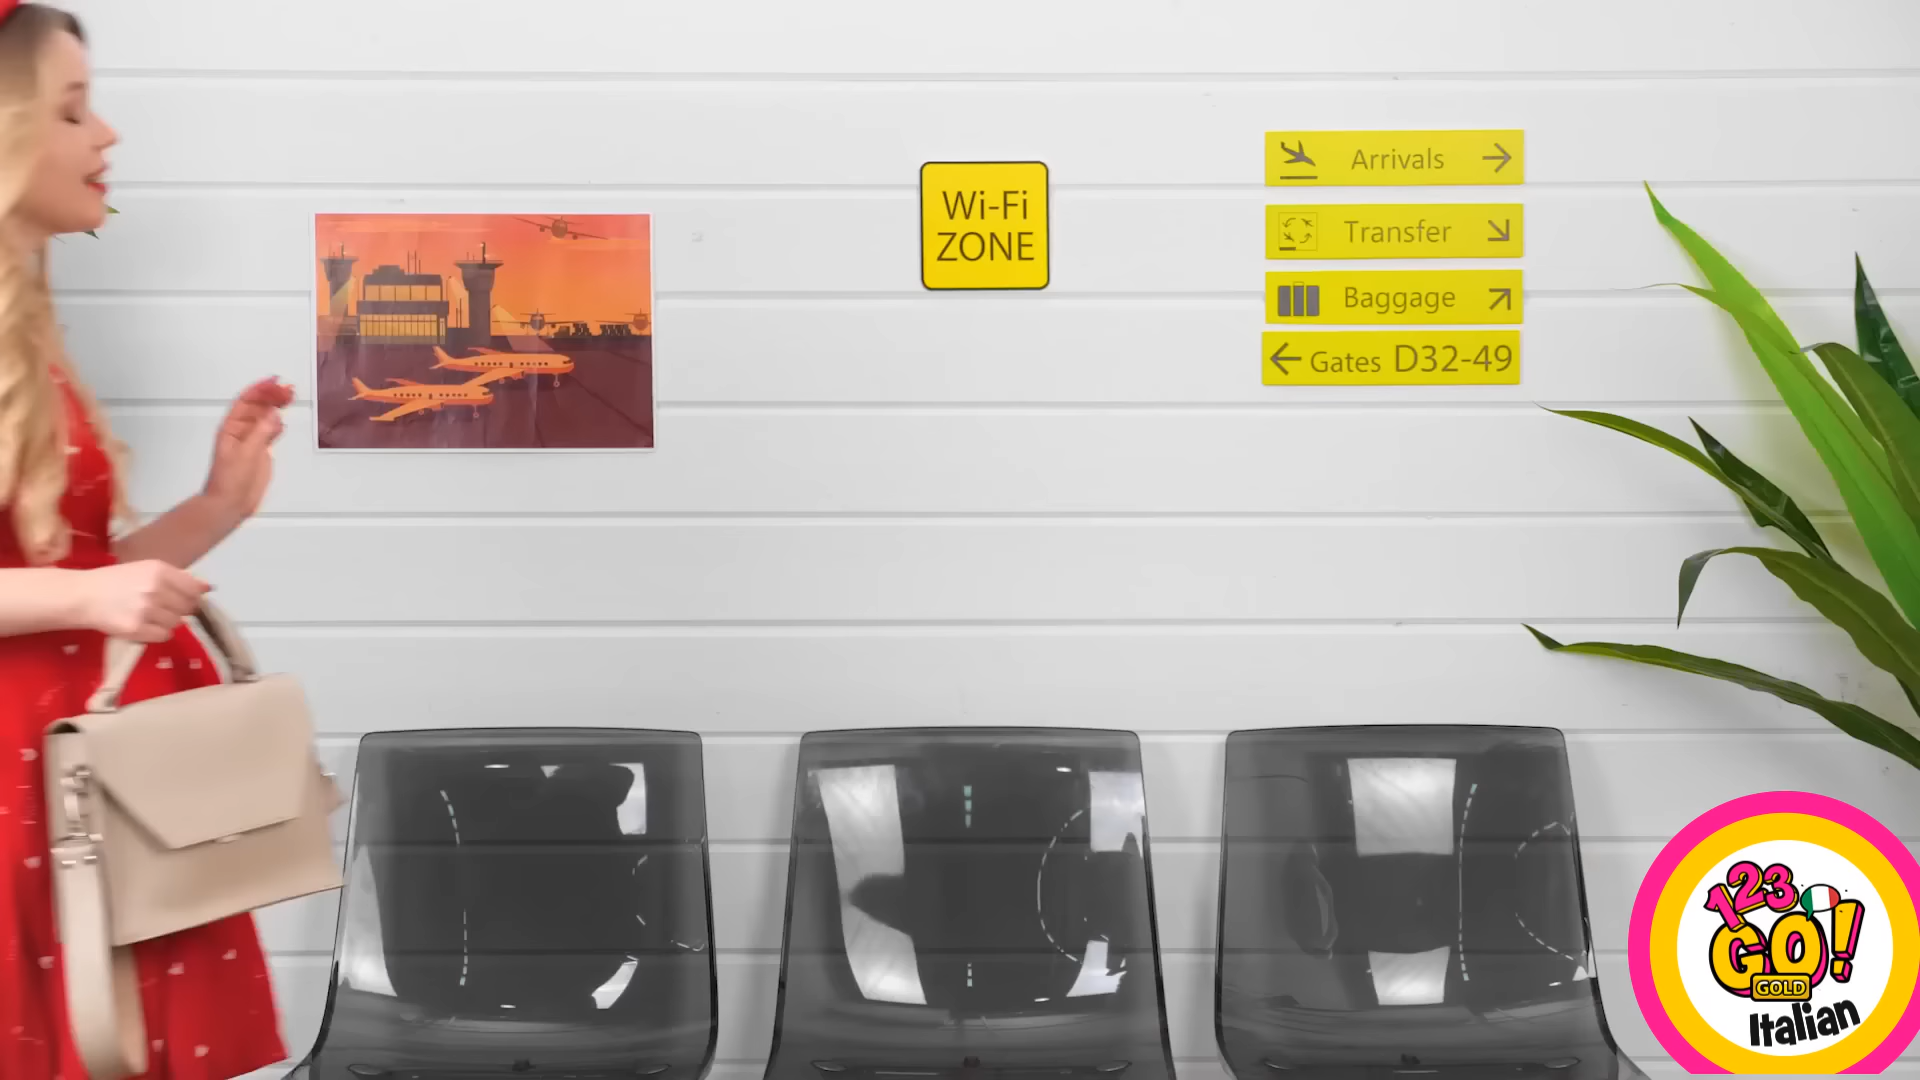 Wi-Fi
ZONE
Arrivals
Transfer
Baggage
Gates D32-49
123
GO!
GOLD
Italian